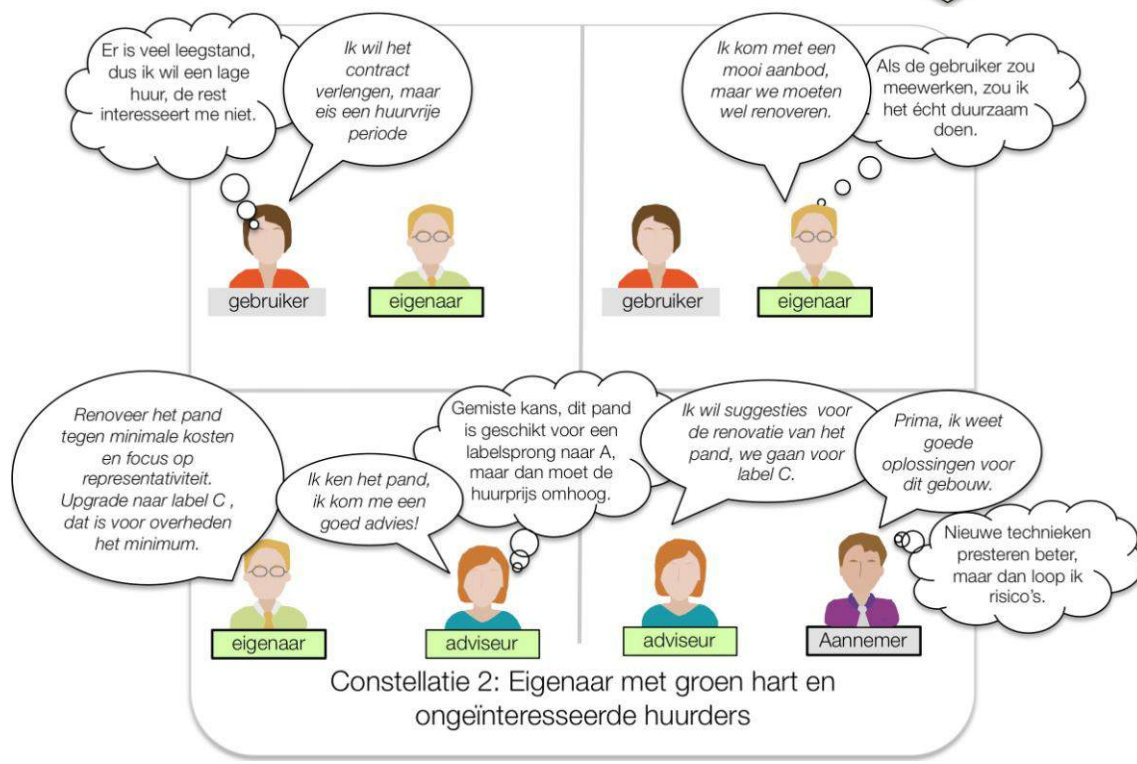 Er is veel leegstand,
dus ik wil een lage
huur, de rest
interesseert me niet.
Ik wil het
contract
verlengen, maar
eis een huurvrije
periode
gebruiker
eigenaar
Ik kom met een
mooi aanbod,
maar we moeten
wel renoveren.
Als de gebruiker zou
meewerken, zou ik
het écht duurzaam
doen.
gebruiker
eigenaar
Renoveer het pand
tegen minimale kosten
en focus op
representativiteit.
Upgrade naar label C ,
dat is voor overheden
het minimum.
Ik ken het pand,
ik kom me een
goed advies!
Gemiste kans, dit pand
is geschikt voor een
labelsprong naar A,
maar dan moet de
huurprijs omhoog.
eigenaar
adviseur
Ik wil suggesties voor
de renovatie van het
pand, we gaan voor
label C.
Prima, ik weet
goede
oplossingen voor
dit gebouw.
Nieuwe technieken
presteren beter,
maar dan loop ik
risico's.
adviseur
Aannemer
Constellatie 2: Eigenaar met groen hart en
ongeïnteresseerde huurders